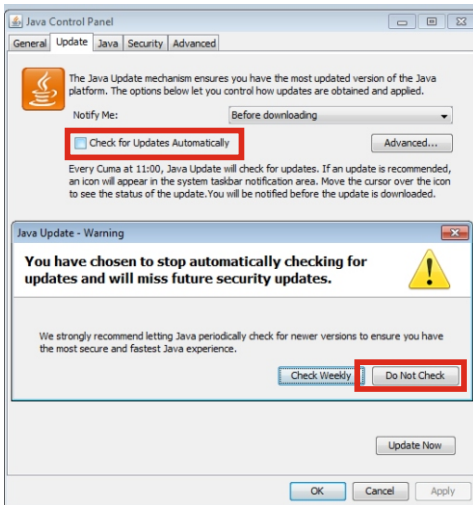 Java Control Panel
General Update Java Security Advanced
The Java Update mechanism ensures you have the most updated version of the Java
platform. The options below let you control how updates are obtained and applied.
Notify Me: Before downloading
Check for Updates Automatically Advanced...
Every Cuma at 11:00, Java Update will check for updates. If an update is recommended,
an icon will appear in the system taskbar notification area. Move the cursor over the icon
to see the status of the update.You will be notified before the update is downloaded.
Java Update - Warning
You have chosen to stop automatically checking for
updates and will miss future security updates.
We strongly recommend letting Java periodically check for newer versions to ensure you have
the most secure and fastest Java experience.
Check Weekly Do Not Check
Update Now
OK Cancel Apply